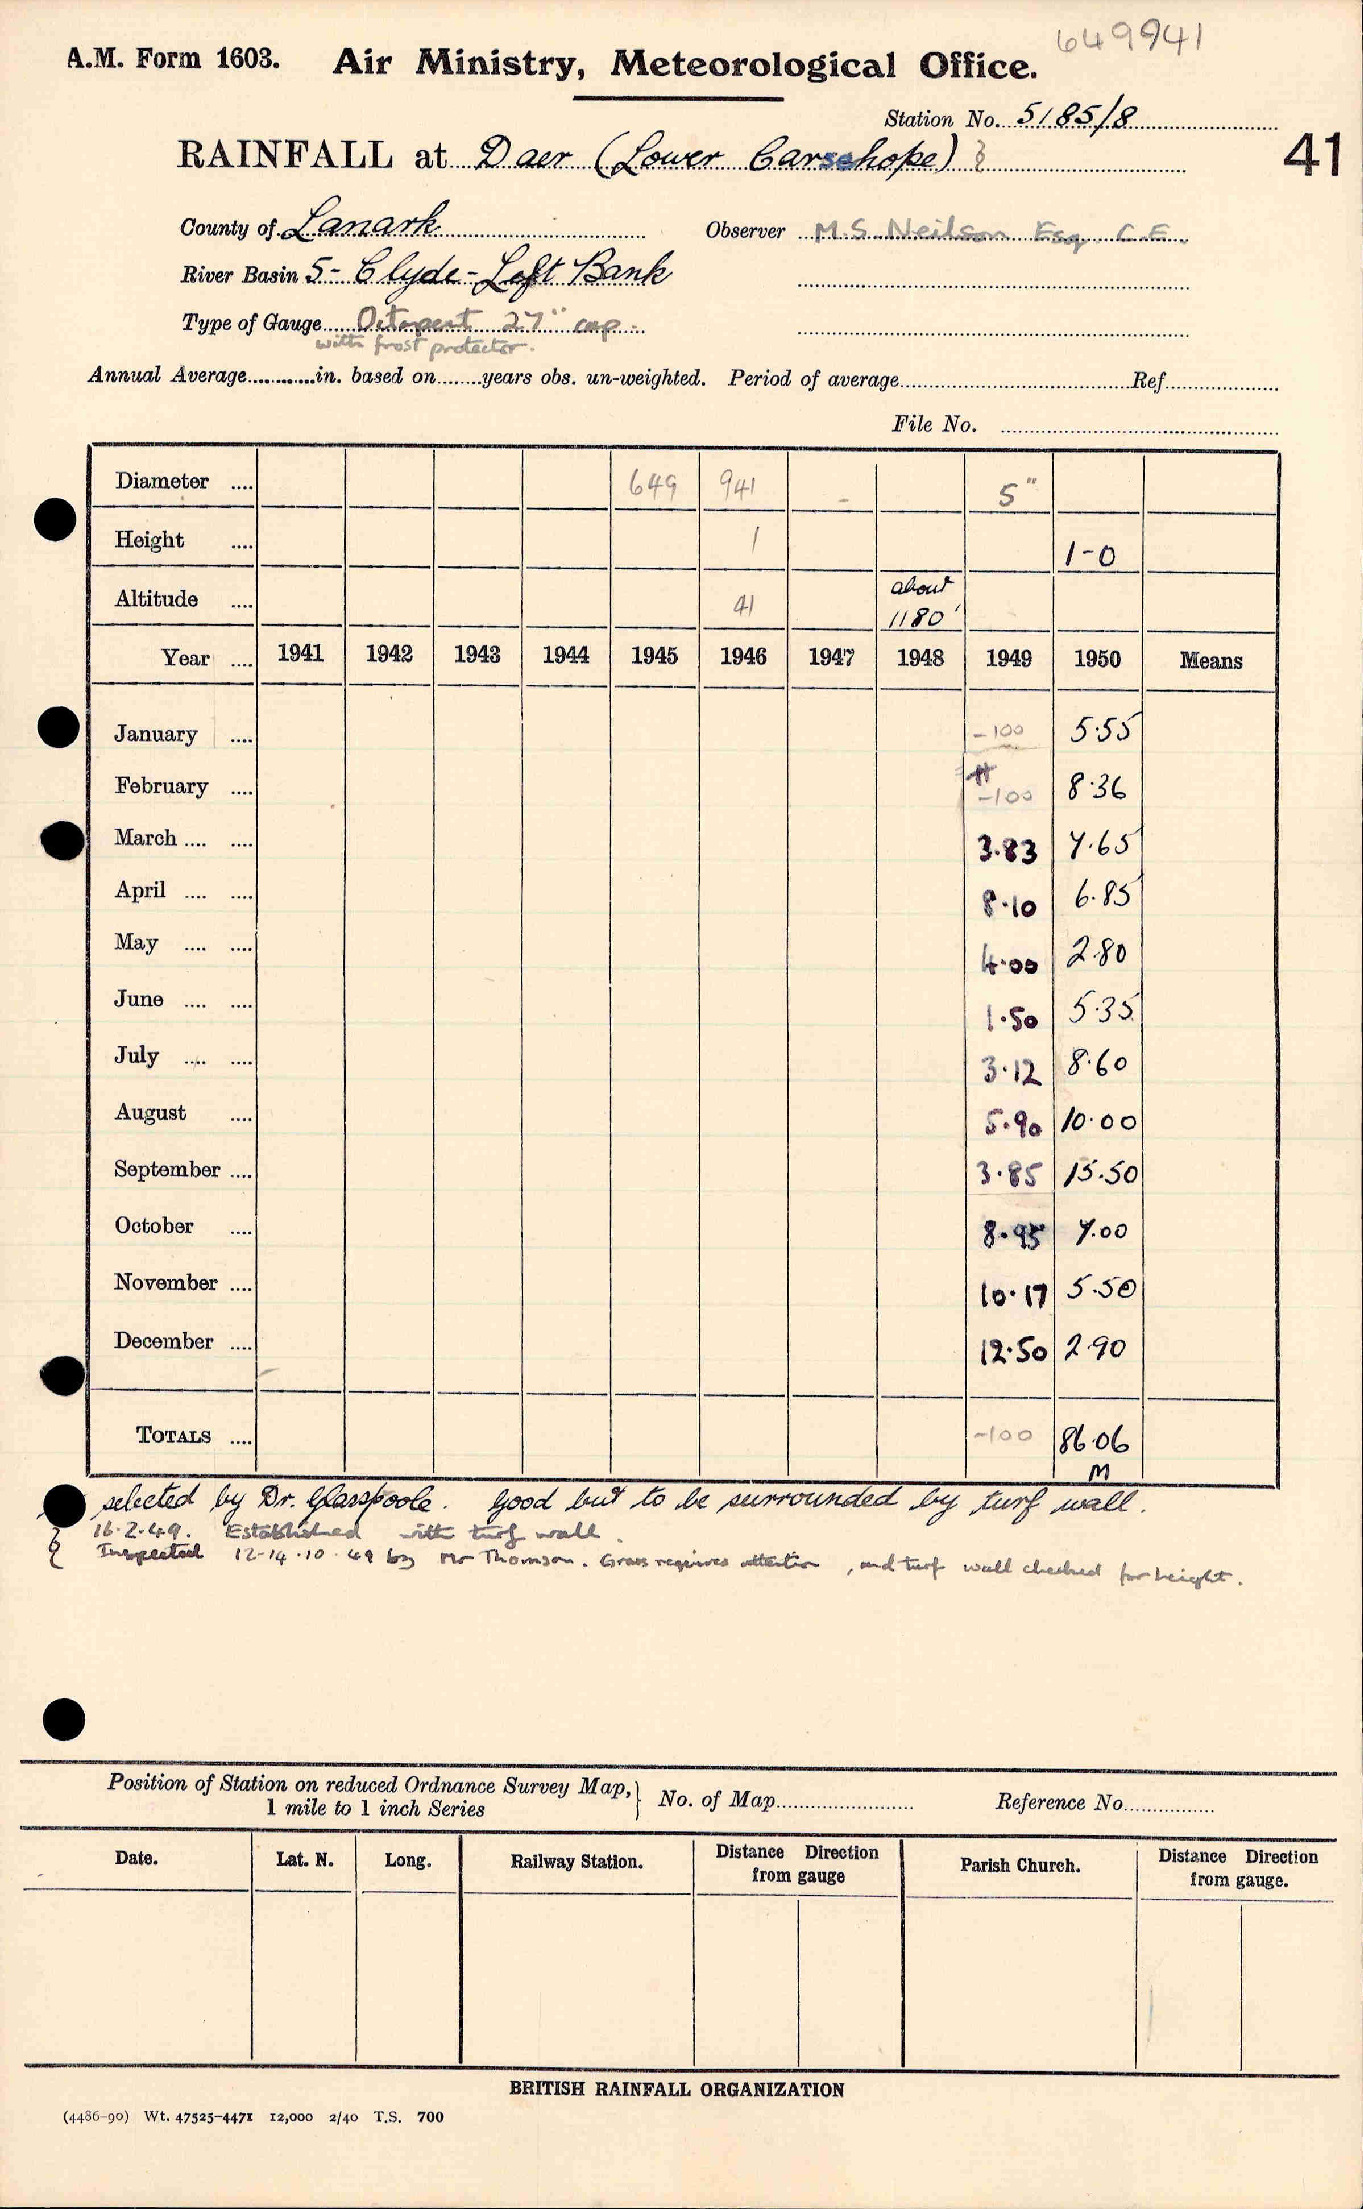 649941
A.M. Form 1603. Air Ministry, Meteorological Office.
Station No. 5185/8
RAINFALL at Daer (Lower Carsehope)
41
County of Lanark
Observer M.S. Neilson Esq. C.E.
River Basin 5 - Clyde - Left Bank
Type of Gauge Octapent 27" cap.
with frost protector.
Annual Average............in. based on........years obs. un-weighted. Period of average.............Ref.............
File No. .............
Diameter .... 649 941 - 5"
Height .... 1 1-0
Altitude .... 41 about 1180'
Year .... 1941 1942 1943 1944 1945 1946 1947 1948 1949 1950 Means
January .... -100 5.55
February .... -100 8.36
March .... .... 3.83 7.65
April .... .... 8.10 6.85
May .... .... 4.00 2.80
June .... .... 1.50 5.35
July .... .... 3.12 8.60
August .... 5.90 10.00
September .... 3.85 15.50
October .... 8.95 7.00
November .... 10.17 5.50
December .... 12.50 2.90
TOTALS .... -100 86.06
M
selected by Dr. Glasspoole. Good but to be surrounded by turf wall.
16.2.49. Established with turf wall.
Inspected 12-14.10.49 by Mr Thomson. Grass requires attention, and turf wall checked for height.
Position of Station on reduced Ordnance Survey Map, } No. of Map............. Reference No.............
1 mile to 1 inch Series
Date. Lat. N. Long. Railway Station. Distance Direction from gauge Parish Church. Distance Direction from gauge.
BRITISH RAINFALL ORGANIZATION
(4486-90) Wt. 47525-4471 12,000 2/40 T.S. 700